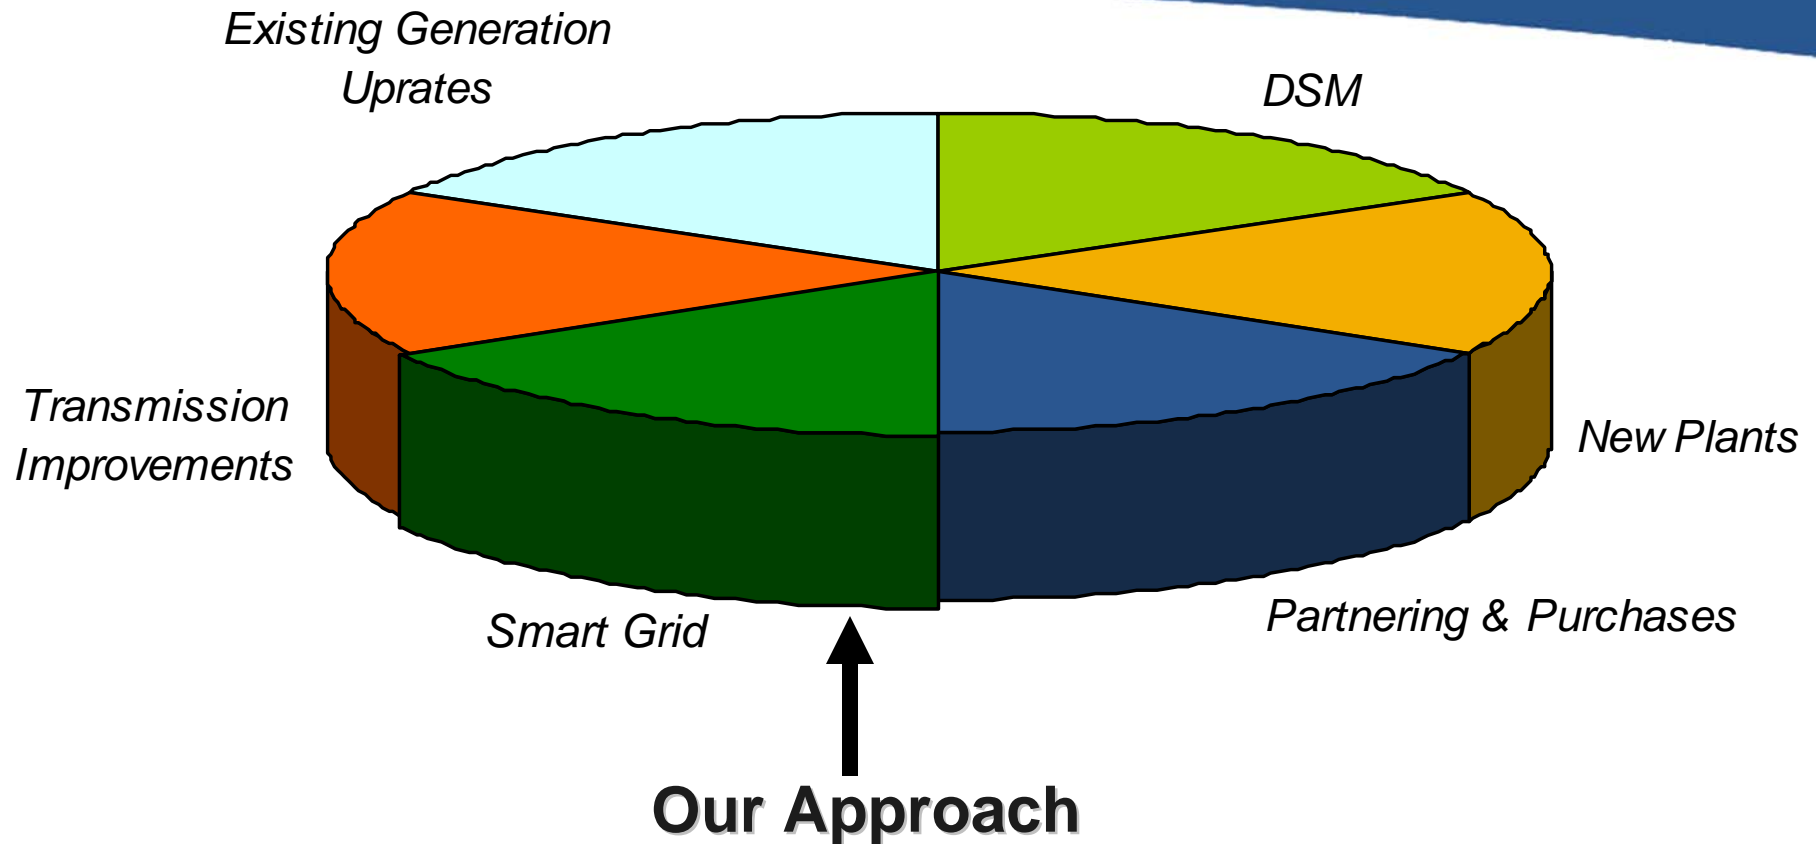 Existing Generation
Uprates
DSM
Transmission
Improvements
New Plants
Smart Grid
Partnering & Purchases
Our Approach